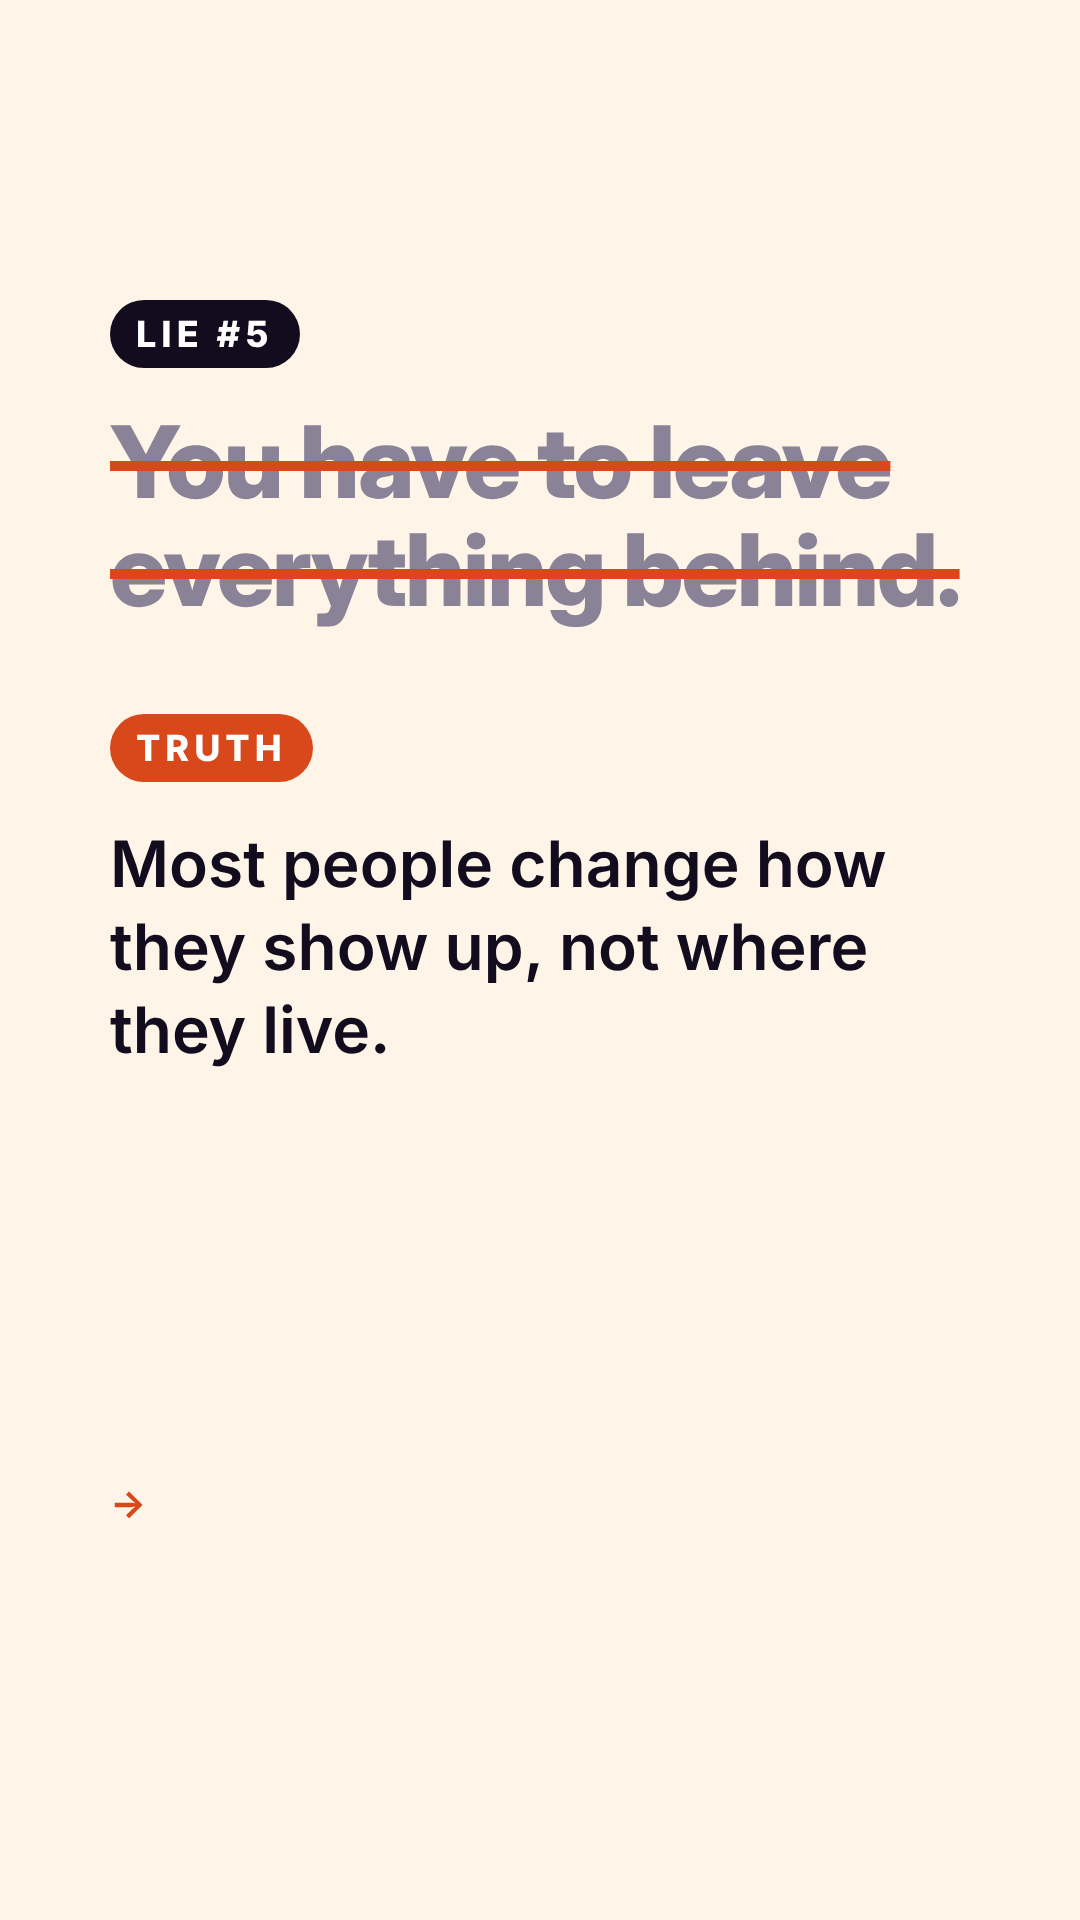 LIE #5
You have to leave
everything behind.
TRUTH
Most people change how
they show up, not where
they live.
→